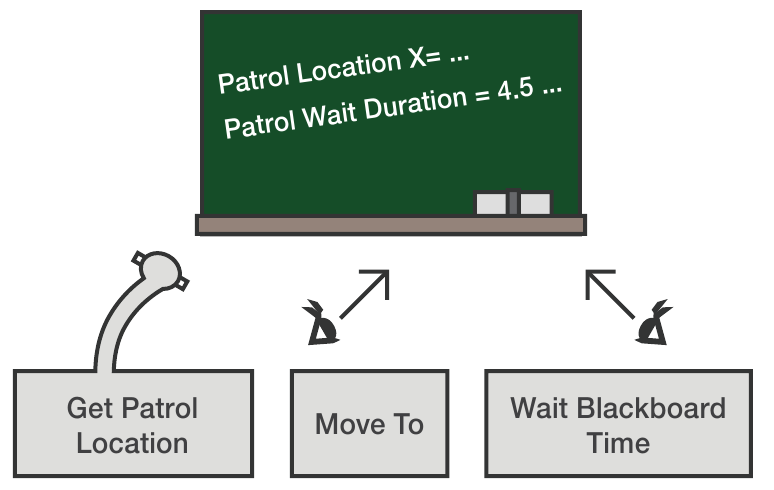 Patrol Location X= ...
Patrol Wait Duration = 4.5 ...
Get Patrol
Location
Move To
Wait Blackboard
Time